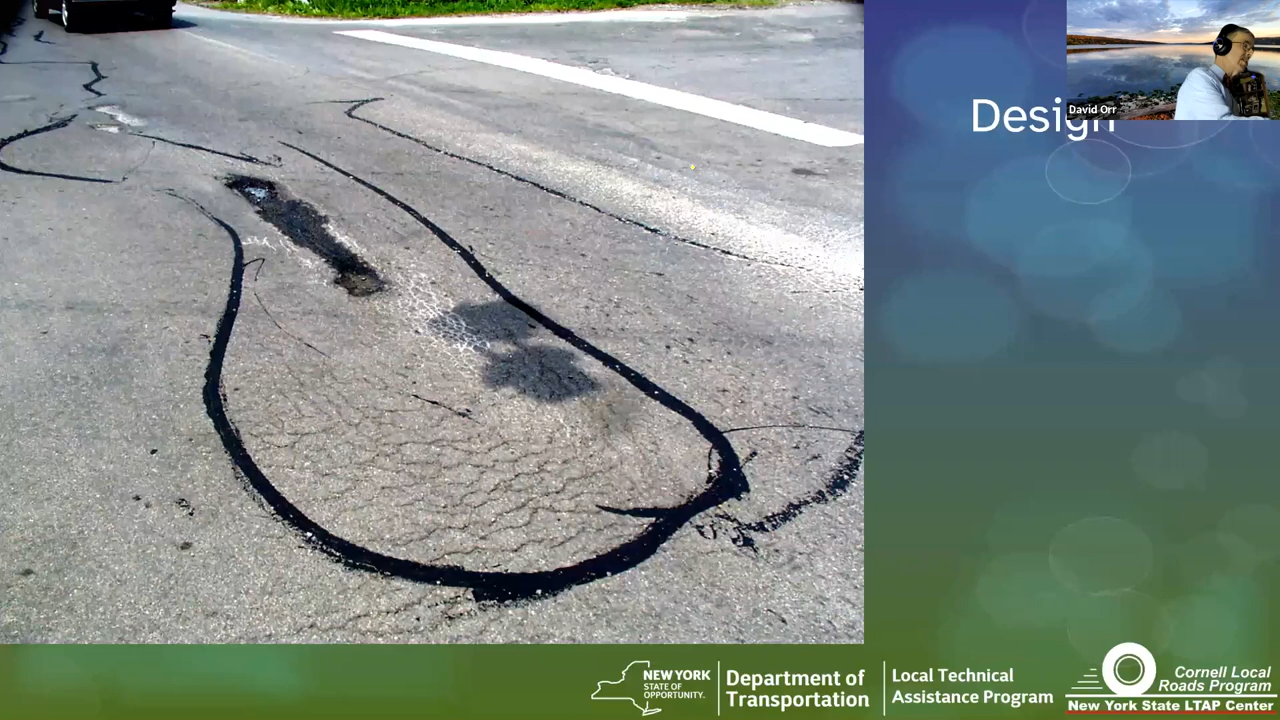 Design
David Orr
NEW YORK
STATE OF
OPPORTUNITY.
Department of
Transportation
Local Technical
Assistance Program
Cornell Local
Roads Program
New York State LTAP Center